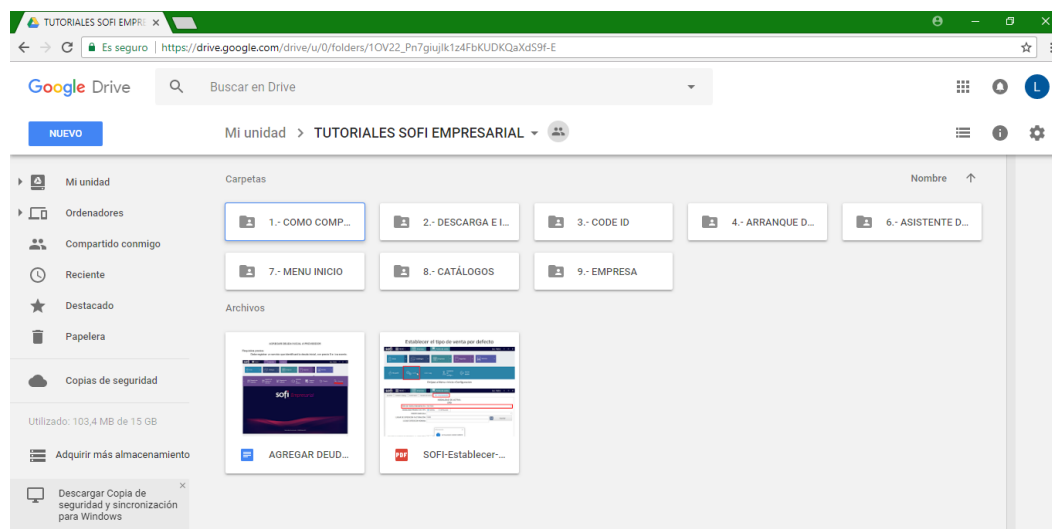 TUTORIALES SOFI EMPRE
Es seguro | https://drive.google.com/drive/u/0/folders/1OV22_Pn7giujIk1z4FbKUDKQaXdS9f-E
Google Drive
Buscar en Drive
L
NUEVO
Mi unidad > TUTORIALES SOFI EMPRESARIAL
Mi unidad
Ordenadores
Compartido conmigo
Reciente
Destacado
Papelera
Copias de seguridad
Utilizado: 103,4 MB de 15 GB
Adquirir más almacenamiento
Descargar Copia de
seguridad y sincronización
para Windows
Carpetas
Nombre
1.- COMO COMP...
2.- DESCARGA E I...
3.- CODE ID
4.- ARRANQUE D...
6.- ASISTENTE D...
7.- MENU INICIO
8.- CATÁLOGOS
9.- EMPRESA
Archivos
sofi
AGREGAR DEUD...
Establecer el tipo de venta por defecto
PDF
SOFI-Establecer-...